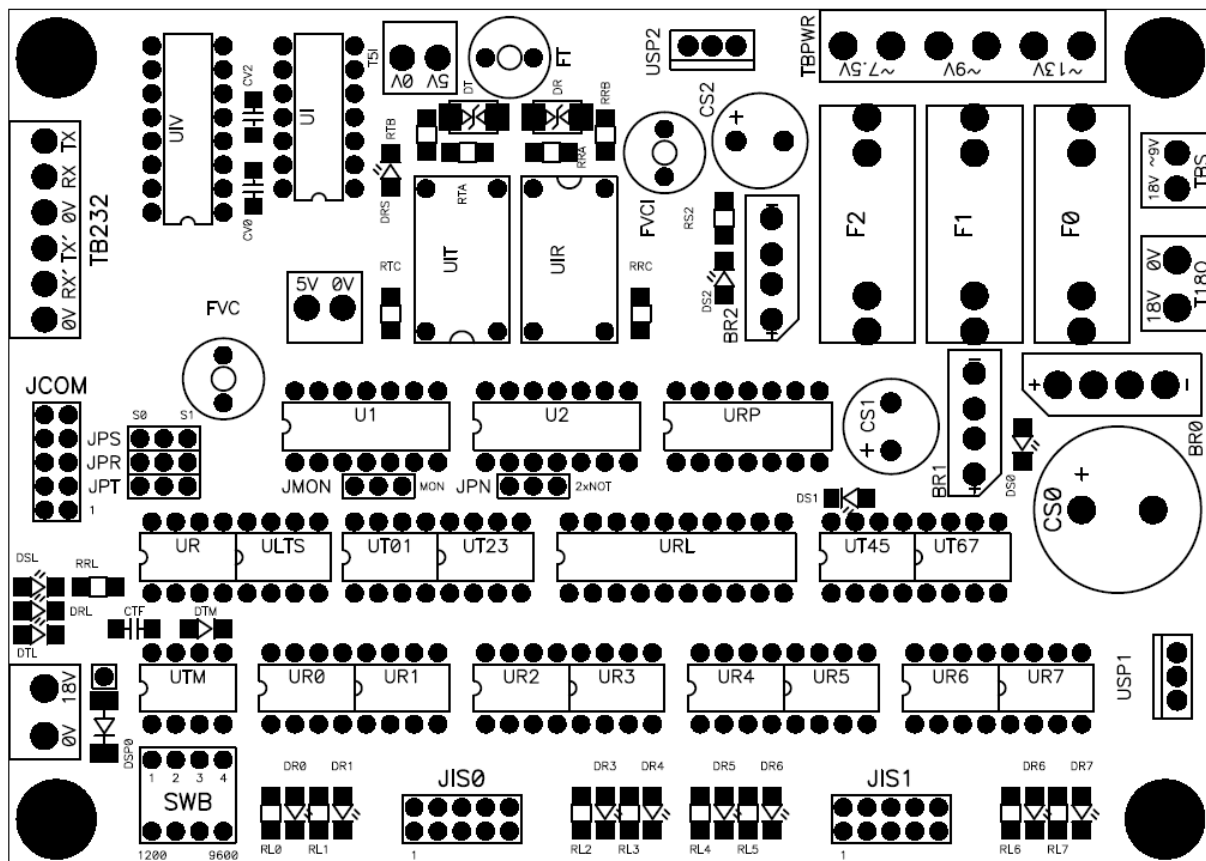 TBPWR
~7.5V ~9V ~13V
USP2
T5I
0V 5V
FT
CV2
UIV
UI
DT DR
RTB
RRB
RRA
RTA
CS2
+
TX
RX
0V
TX'
RX'
0V
TB232
CV0
DRS
UIT
UIR
FVCI
RS2
DS2
BR2
+
F2
F1
F0
~9V
18V
TBS
0V
18V
T18O
RTC
RRC
5V 0V
FVC
JCOM
S0 S1
JPS
JPR
JPT
1
U1
U2
URP
JMON MON
JPN 2xNOT
CS1
+
BR1
+
DS0
+ -
BR0
CS0
+
DS1
UR ULTS
UT01 UT23
URL
UT45 UT67
DSL
RRL
DRL
DTL
CTF
DTM
UTM
UR0 UR1
UR2 UR3
UR4 UR5
UR6 UR7
USP1
18V
0V
DSP0
1 2 3 4
SWB
1200 9600
DR0 DR1
RL0 RL1
JIS0
1
DR3 DR4
RL2 RL3
DR5 DR6
RL4 RL5
JIS1
1
DR6 DR7
RL6 RL7